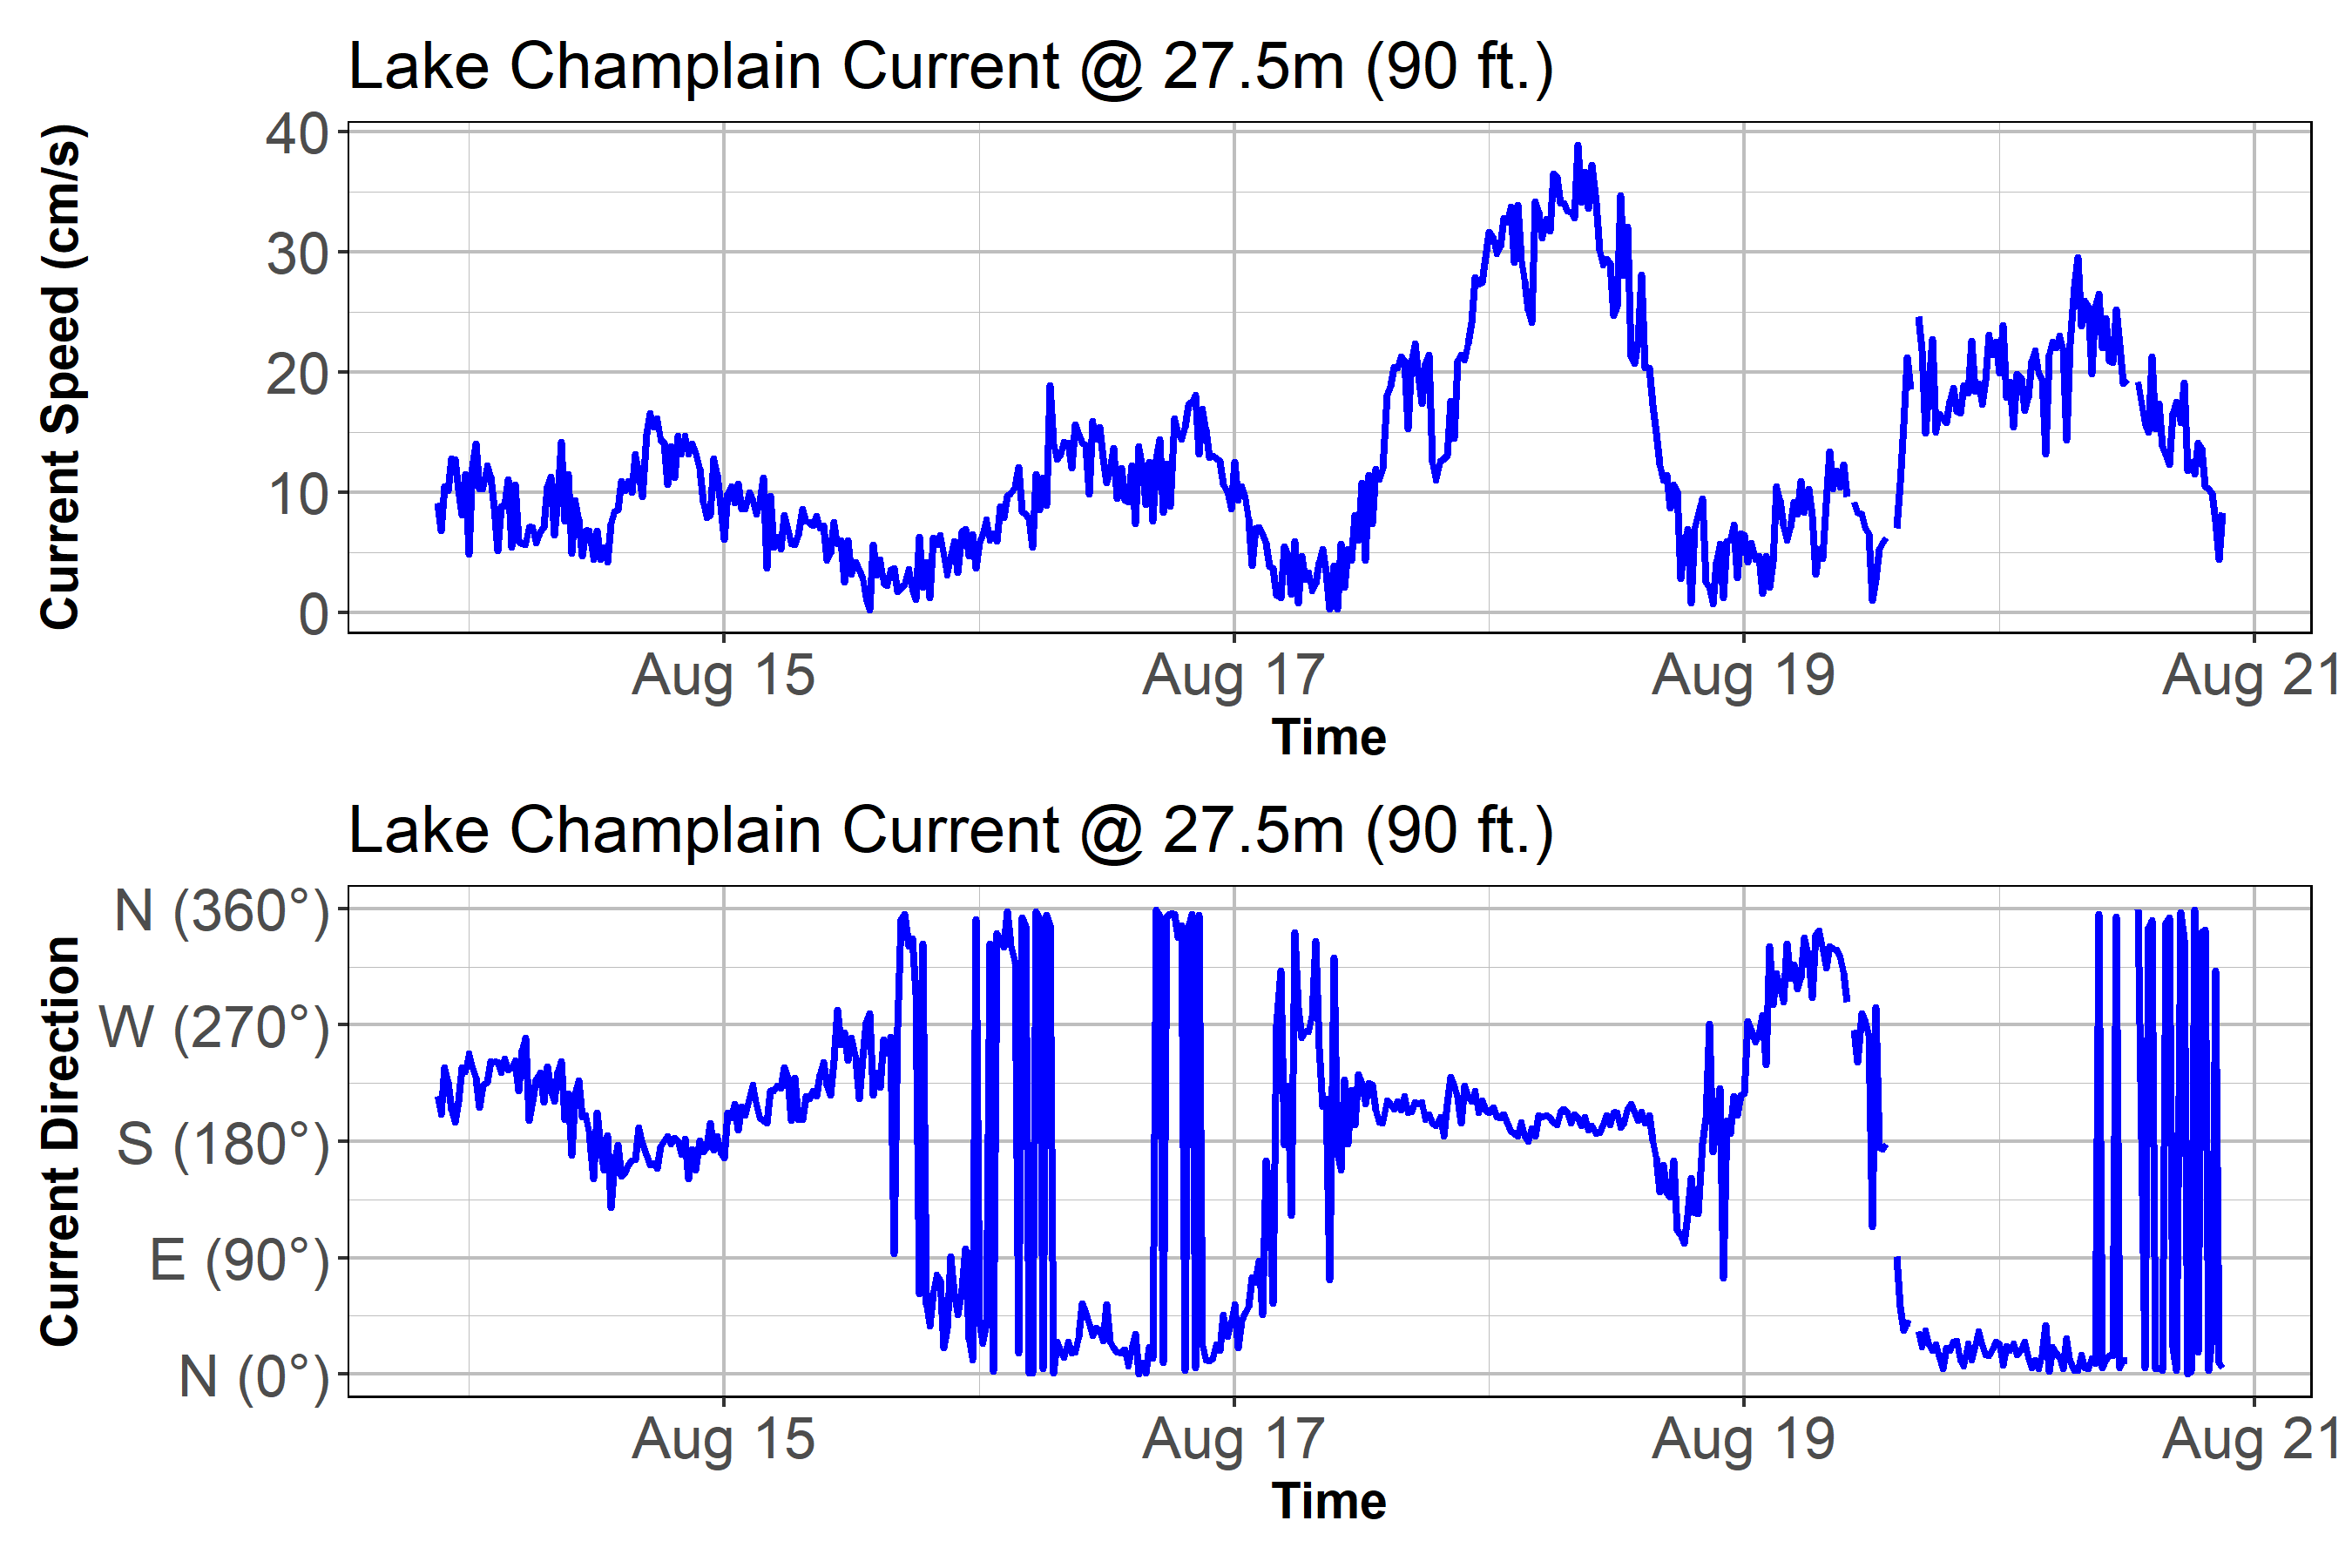 Lake Champlain Current @ 27.5m (90 ft.)
Current Speed (cm/s)
40
30
20
10
0
Aug 15
Aug 17
Aug 19
Aug 21
Time
Lake Champlain Current @ 27.5m (90 ft.)
Current Direction
N (360°)
W (270°)
S (180°)
E (90°)
N (0°)
Aug 15
Aug 17
Aug 19
Aug 21
Time